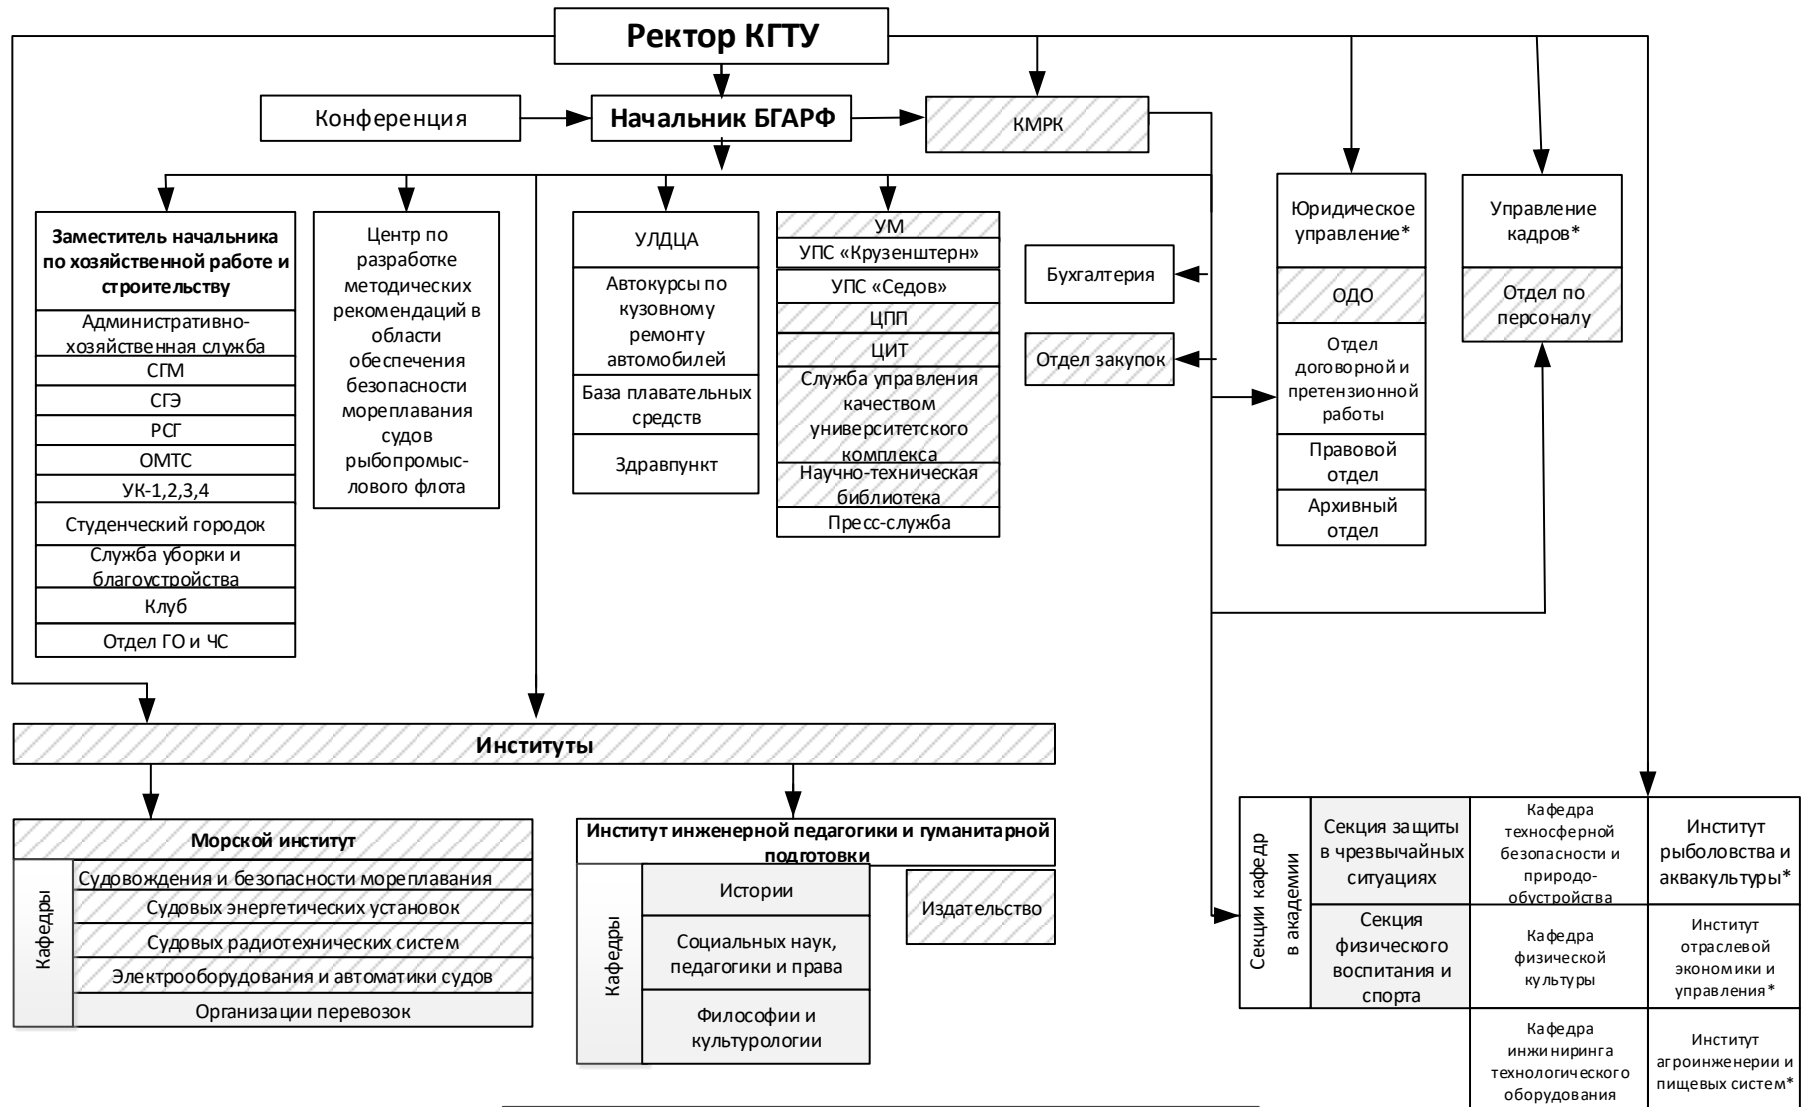 Ректор КГТУ
Конференция
Начальник БГАРФ
КМРК
Заместитель начальника
по хозяйственной работе и
строительству
Административно-
хозяйственная служба
СГМ
СГЭ
РСГ
ОМТС
УК-1,2,3,4
Студенческий городок
Служба уборки и
благоустройства
Клуб
Отдел ГО и ЧС
Центр по
разработке
методических
рекомендаций в
области
обеспечения
безопасности
мореплавания
судов
рыбопромыс-
лового флота
УЛДЦА
Автокурсы по
кузовному
ремонту
автомобилей
База плавательных
средств
Здравпункт
УМ
УПС «Крузенштерн»
УПС «Седов»
ЦПП
ЦИТ
Служба управления
качеством
университетского
комплекса
Научно-техническая
библиотека
Пресс-служба
Бухгалтерия
Отдел закупок
Юридическое
управление*
ОДО
Отдел
договорной и
претензионной
работы
Правовой
отдел
Архивный
отдел
Управление
кадров*
Отдел по
персоналу
Институты
Морской институт
Кафедры
Судовождения и безопасности мореплавания
Судовых энергетических установок
Судовых радиотехнических систем
Электрооборудования и автоматики судов
Организации перевозок
Институт инженерной педагогики и гуманитарной
подготовки
Кафедры
Истории
Социальных наук,
педагогики и права
Философии и
культурологии
Издательство
Секции кафедр
в академии
Секция защиты
в чрезвычайных
ситуациях
Кафедра
техносферной
безопасности и
природо-
обустройства
Институт
рыболовства и
аквакультуры*
Секция
физического
воспитания и
спорта
Кафедра
физической
культуры
Институт
отраслевой
экономики и
управления*
Кафедра
инжиниринга
технологического
оборудования
Институт
агроинженерии и
пищевых систем*